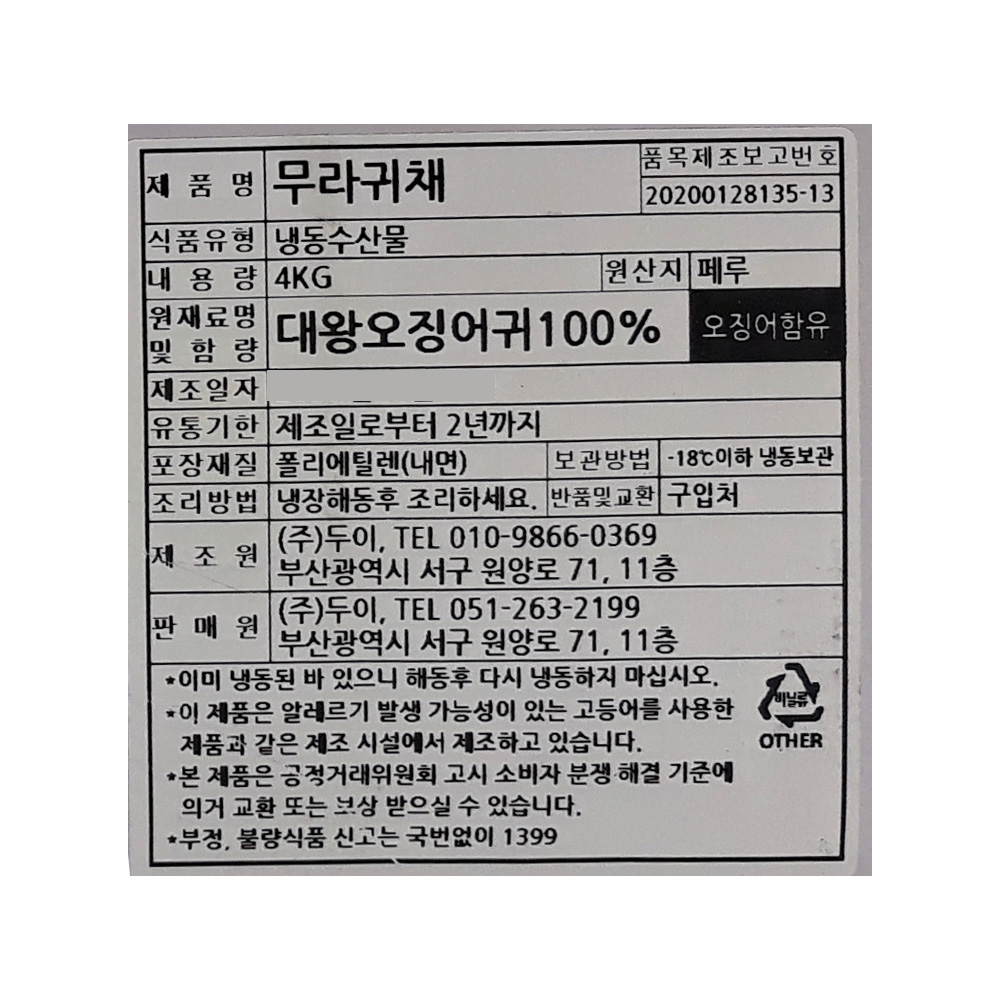 제품명 무라귀채 품목제조보고번호
20200128135-13
식품유형 냉동수산물
내용량 4KG 원산지 페루
원재료명
및 함량 대왕오징어귀100% 오징어함유
제조일자
유통기한 제조일로부터 2년까지
포장재질 폴리에틸렌(내면) 보관방법 -18℃이하 냉동보관
조리방법 냉장해동후 조리하세요. 반품및교환 구입처
제조원 (주)두이, TEL 010-9866-0369
부산광역시 서구 원양로 71, 11층
판매원 (주)두이, TEL 051-263-2199
부산광역시 서구 원양로 71, 11층
*이미 냉동된 바 있으니 해동후 다시 냉동하지 마십시오.
*이 제품은 알레르기 발생 가능성이 있는 고등어를 사용한
제품과 같은 제조 시설에서 제조하고 있습니다.
비닐류
OTHER
*본 제품은 공정거래위원회 고시 소비자 분쟁 해결 기준에
의거 교환 또는 보상 받으실 수 있습니다.
*부정, 불량식품 신고는 국번없이 1399